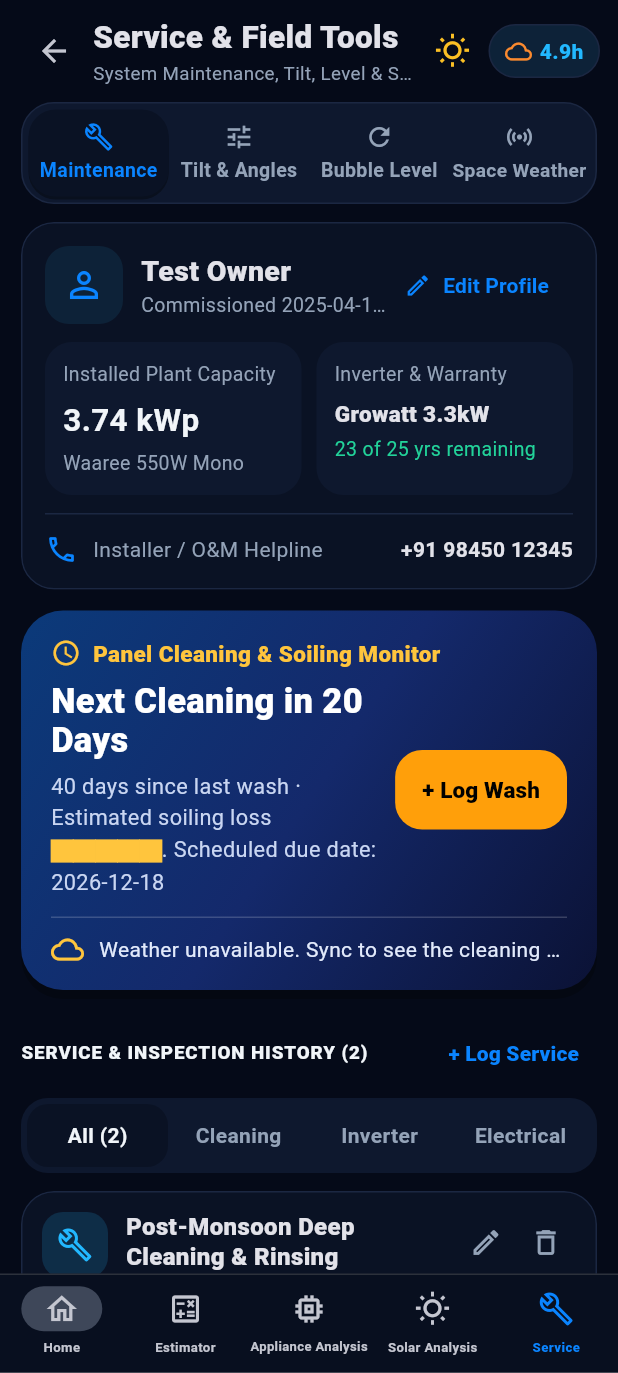 Service & Field Tools
System Maintenance, Tilt, Level & S...
4.9h
Maintenance
Tilt & Angles
Bubble Level
Space Weather
Test Owner
Commissioned 2025-04-1...
Edit Profile
Installed Plant Capacity
3.74 kWp
Waaree 550W Mono
Inverter & Warranty
Growatt 3.3kW
23 of 25 yrs remaining
Installer / O&M Helpline
+91 98450 12345
Panel Cleaning & Soiling Monitor
Next Cleaning in 20
Days
40 days since last wash ·
Estimated soiling loss
. Scheduled due date:
2026-12-18
+ Log Wash
Weather unavailable. Sync to see the cleaning ...
SERVICE & INSPECTION HISTORY (2)
+ Log Service
All (2)
Cleaning
Inverter
Electrical
Post-Monsoon Deep
Cleaning & Rinsing
Home
Estimator
Appliance Analysis
Solar Analysis
Service